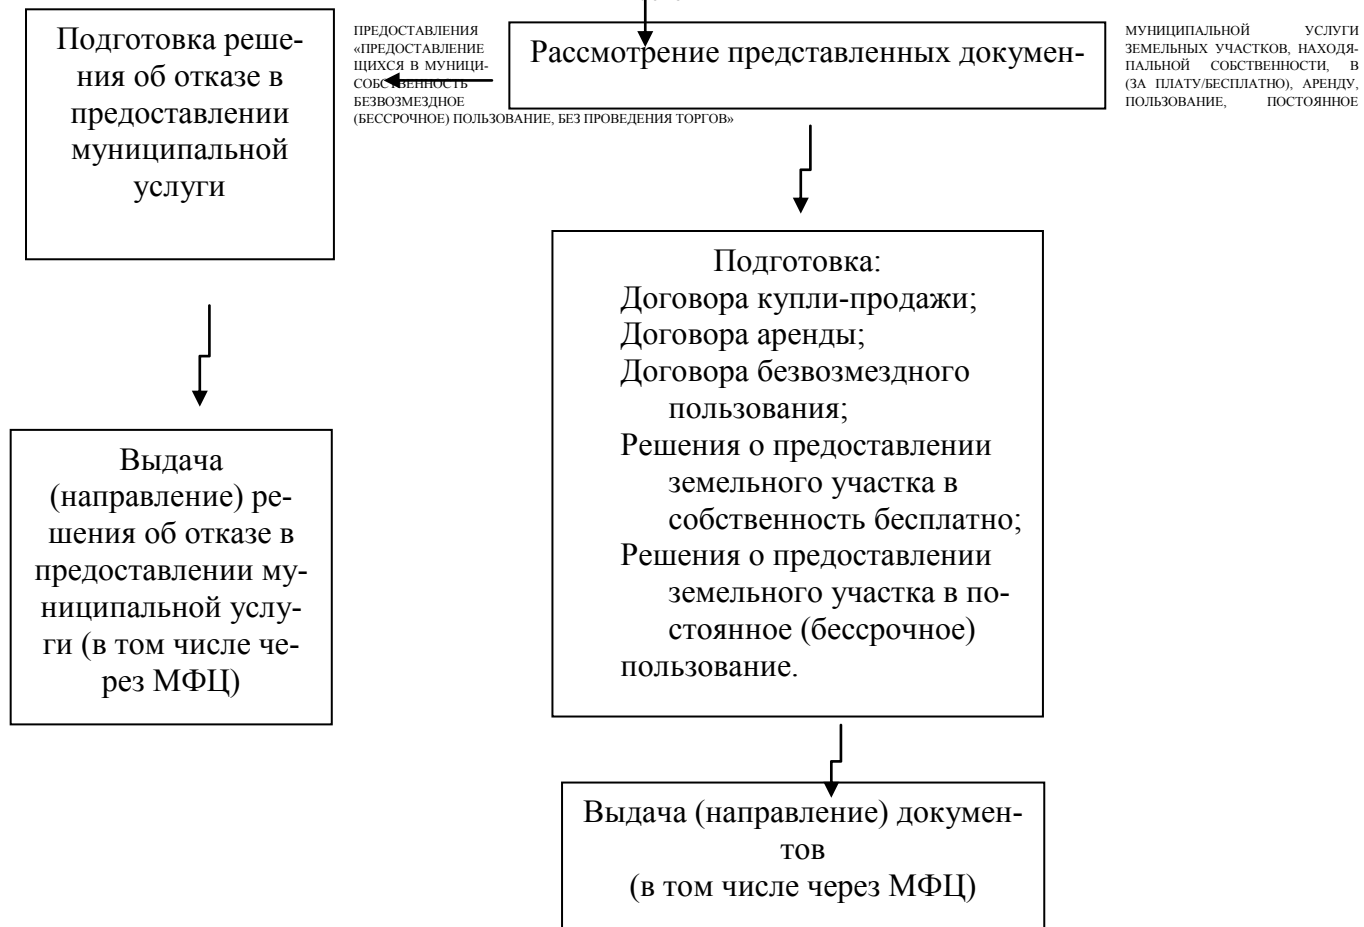 Подготовка реше-
ния об отказе в
предоставлении
муниципальной
услуги
ПРЕДОСТАВЛЕНИЯ МУНИЦИПАЛЬНОЙ УСЛУГИ
«ПРЕДОСТАВЛЕНИЕ ЗЕМЕЛЬНЫХ УЧАСТКОВ, НАХОДЯ-
ЩИХСЯ В МУНИЦИ- ПАЛЬНОЙ СОБСТВЕННОСТИ, В
СОБСТВЕННОСТЬ (ЗА ПЛАТУ/БЕСПЛАТНО), АРЕНДУ,
БЕЗВОЗМЕЗДНОЕ ПОЛЬЗОВАНИЕ, ПОСТОЯННОЕ
(БЕССРОЧНОЕ) ПОЛЬЗОВАНИЕ, БЕЗ ПРОВЕДЕНИЯ ТОРГОВ»
Рассмотрение представленных докумен-
Подготовка:
Договора купли-продажи;
Договора аренды;
Договора безвозмездного
пользования;
Решения о предоставлении
земельного участка в
собственность бесплатно;
Решения о предоставлении
земельного участка в по-
стоянное (бессрочное)
пользование.
Выдача
(направление) ре-
шения об отказе в
предоставлении му-
ниципальной услу-
ги (в том числе че-
рез МФЦ)
Выдача (направление) докумен-
тов
(в том числе через МФЦ)